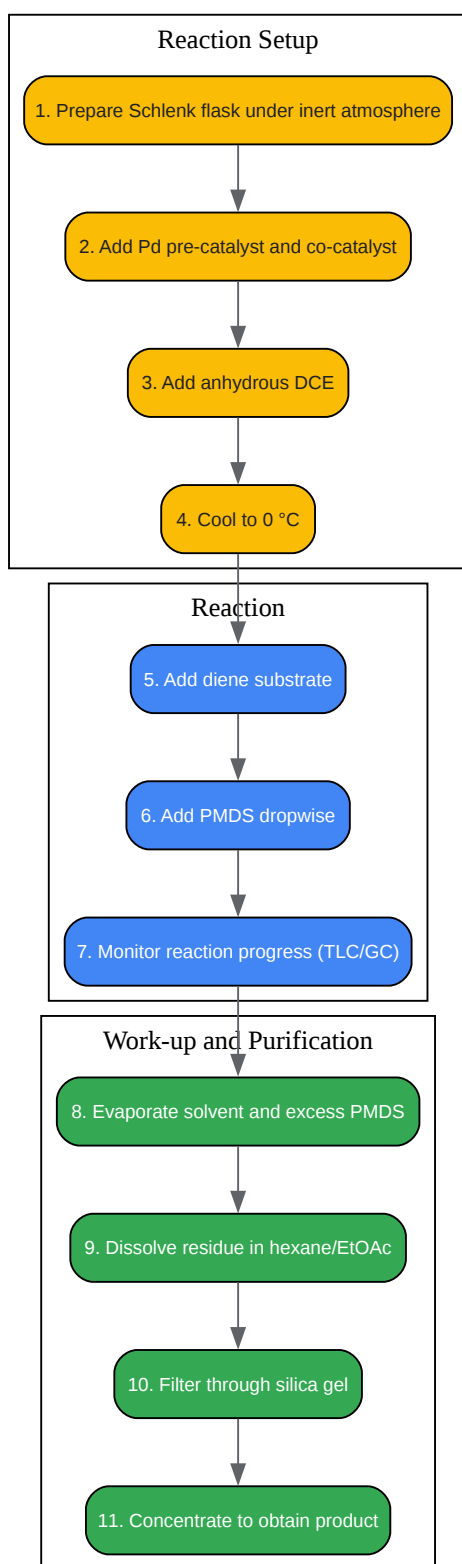 Reaction Setup
1. Prepare Schlenk flask under inert atmosphere
2. Add Pd pre-catalyst and co-catalyst
3. Add anhydrous DCE
4. Cool to 0 °C
Reaction
5. Add diene substrate
6. Add PMDS dropwise
7. Monitor reaction progress (TLC/GC)
Work-up and Purification
8. Evaporate solvent and excess PMDS
9. Dissolve residue in hexane/EtOAc
10. Filter through silica gel
11. Concentrate to obtain product